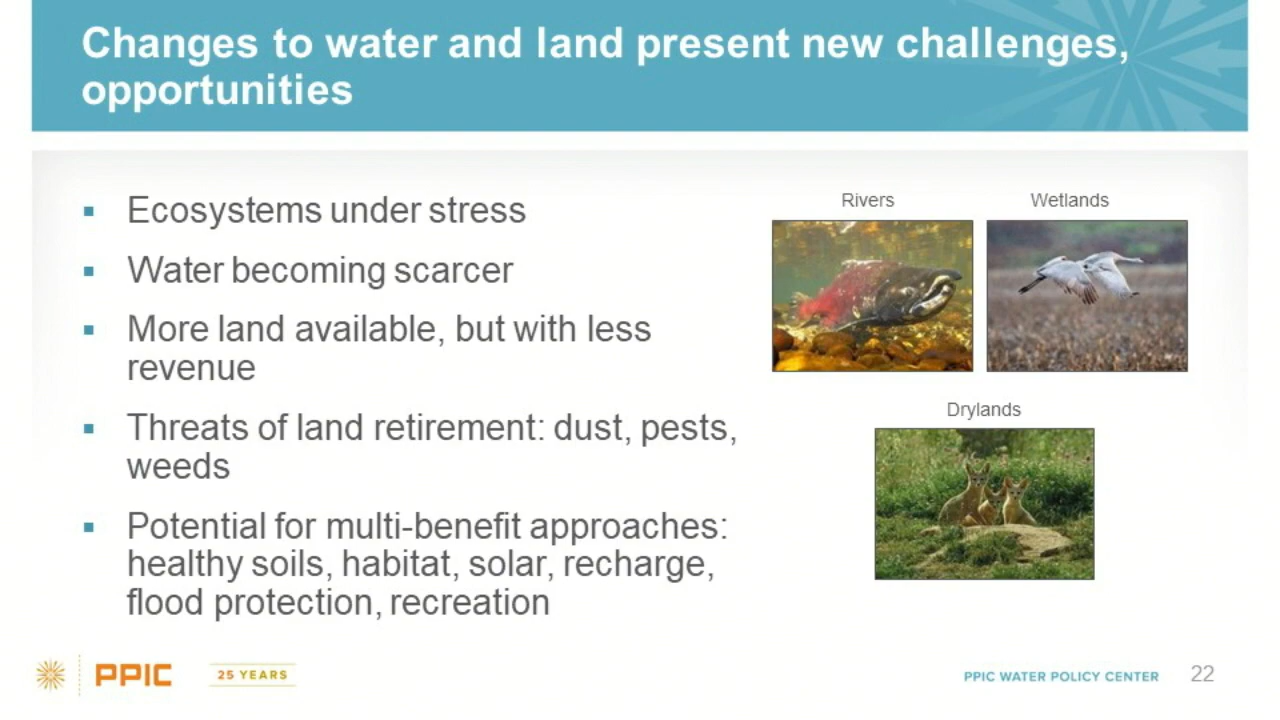 Changes to water and land present new challenges,
opportunities
Ecosystems under stress
Water becoming scarcer
More land available, but with less
revenue
Threats of land retirement: dust, pests,
weeds
Potential for multi-benefit approaches:
healthy soils, habitat, solar, recharge,
flood protection, recreation
Rivers
Wetlands
Drylands
PPIC
25 YEARS
PPIC WATER POLICY CENTER
22